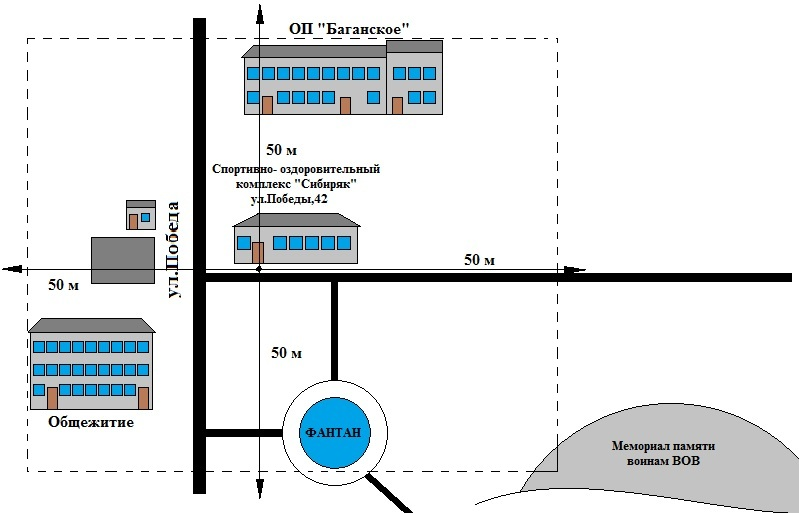 ОП "Баганское"
50 м
Спортивно- оздоровительный
комплекс "Сибиряк"
ул.Победы,42
ул.Победа
50 м
50 м
50 м
Общежитие
ФАНТАН
Мемориал памяти
воинам ВОВ